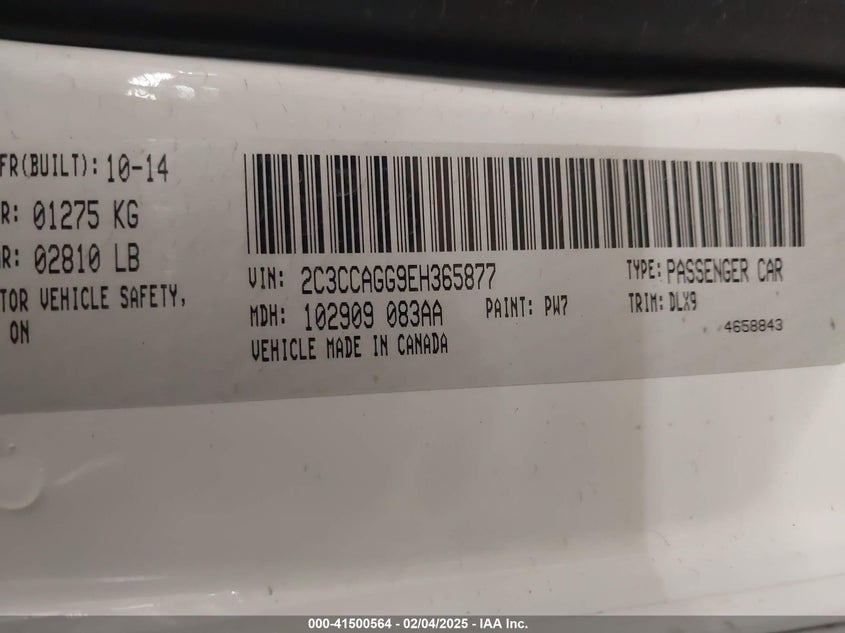 FR(BUILT): 10-14
R: 01275 KG
R: 02810 LB
TOR VEHICLE SAFETY,
ON
VIN: 2C3CCAGG9EH365877
TYPE: PASSENGER CAR
MDH: 102909 083AA
PAINT: PW7
TRIM: DLX9
VEHICLE MADE IN CANADA
4658843
000-41500564 - 02/04/2025 - IAA Inc.